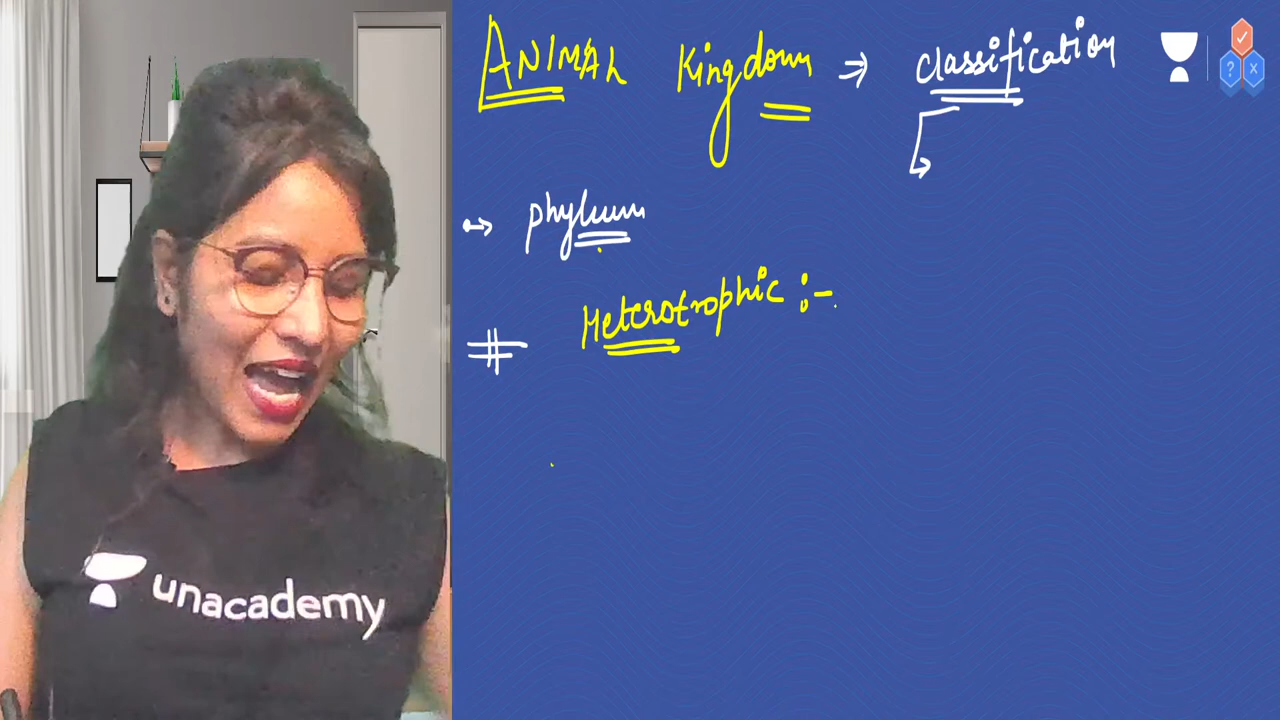 ANIMAL Kingdom ⇒ classification
↦ phylum
# Heterotrophic :-
unacademy